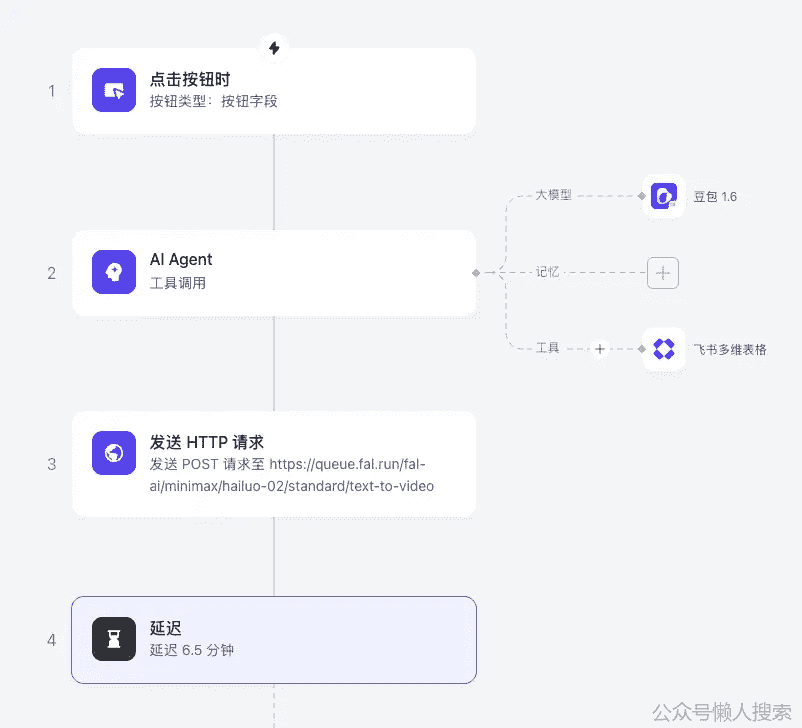 1
点击按钮时
按钮类型：按钮字段
2
AI Agent
工具调用
大模型
豆包 1.6
记忆
工具
飞书多维表格
3
发送 HTTP 请求
发送 POST 请求至 https://queue.fal.run/fal-
ai/minimax/hailuo-02/standard/text-to-video
4
延迟
延迟 6.5 分钟
公众号懒人搜索